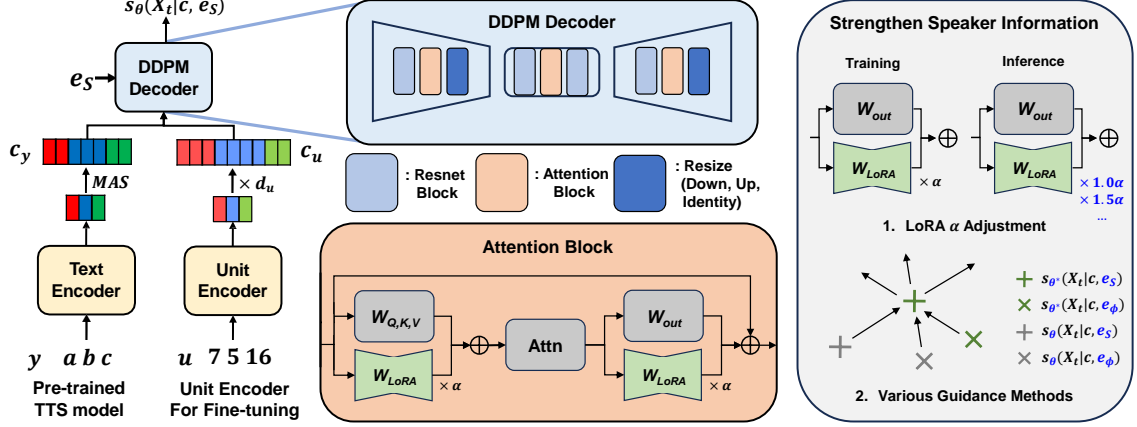 s_θ(X_t|c, e_S)
DDPM
Decoder
e_S
c_y
c_u
MAS
× d_u
Text
Encoder
Unit
Encoder
y a b c
u 7 5 16
Pre-trained
TTS model
Unit Encoder
For Fine-tuning
DDPM Decoder
: Resnet
Block
: Attention
Block
: Resize
(Down, Up,
Identity)
Attention Block
W_Q,K,V
W_LoRA
× α
Attn
W_out
W_LoRA
× α
Strengthen Speaker Information
Training
Inference
W_out
W_LoRA
× α
W_out
W_LoRA
× 1.0α
× 1.5α
...
1. LoRA α Adjustment
s_θ*(X_t|c, e_S)
s_θ*(X_t|c, e_ϕ)
s_θ(X_t|c, e_S)
s_θ(X_t|c, e_ϕ)
2. Various Guidance Methods